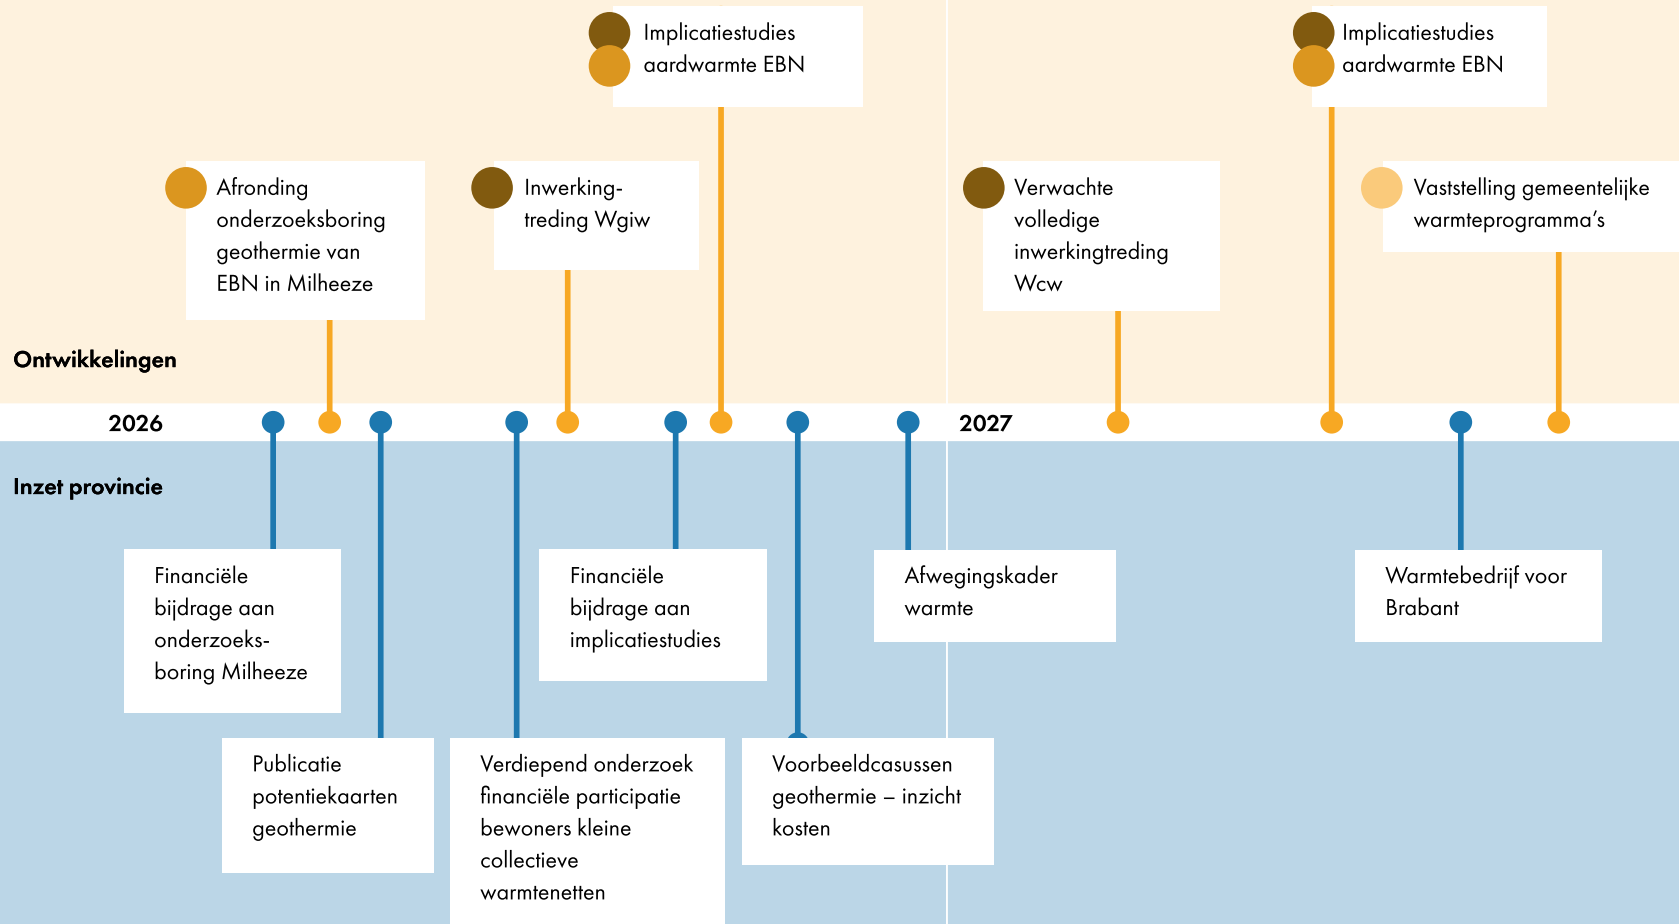 Implicatiestudies
aardwarmte EBN
Implicatiestudies
aardwarmte EBN
Afronding
onderzoeksboring
geothermie van
EBN in Milheeze
Inwerking-
treding Wgiw
Verwachte
volledige
inwerkingtreding
Wcw
Vaststelling gemeentelijke
warmteprogramma's
Ontwikkelingen
2026
2027
Inzet provincie
Financiële
bijdrage aan
onderzoeks-
boring Milheeze
Financiële
bijdrage aan
implicatiestudies
Afwegingskader
warmte
Warmtebedrijf voor
Brabant
Publicatie
potentiekaarten
geothermie
Verdiepend onderzoek
financiële participatie
bewoners kleine
collectieve
warmtenetten
Voorbeeldcasussen
geothermie – inzicht
kosten